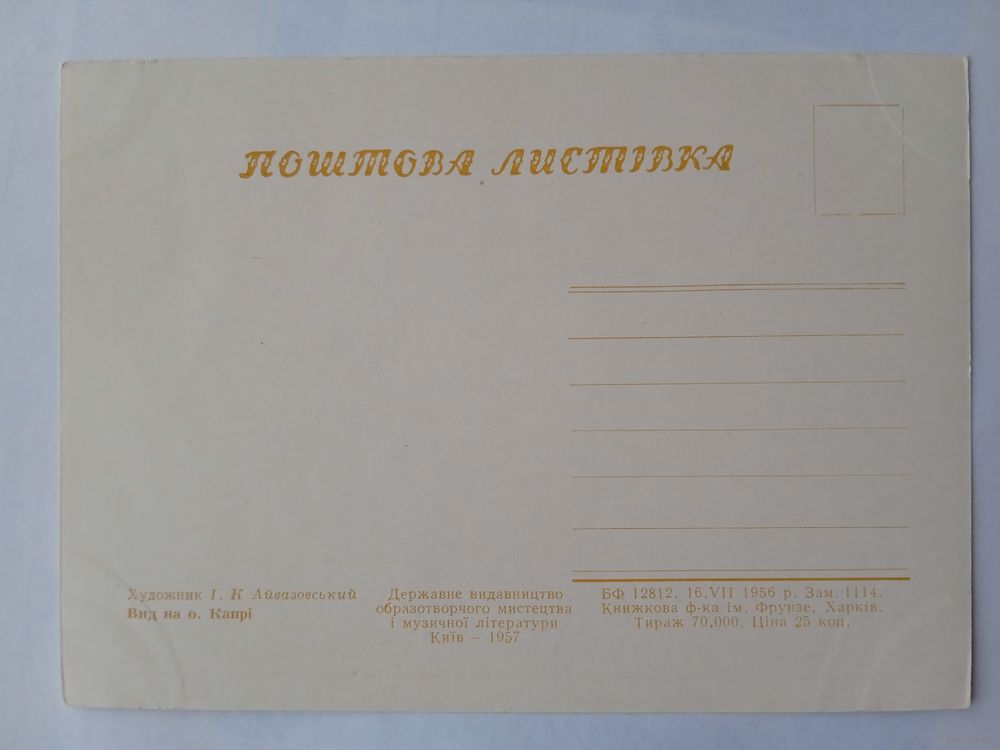 ПОШТОВА ЛИСТІВКА
Художник І. К Айвазовський
Вид на о. Капрі
Державне видавництво
образотворчого мистецтва
і музичної літератури
Київ — 1957
БФ 12812. 16.VII 1956 р. Зам. 1114.
Книжкова ф-ка ім. Фрунзе, Харків.
Тираж 70.000. Ціна 25 коп.